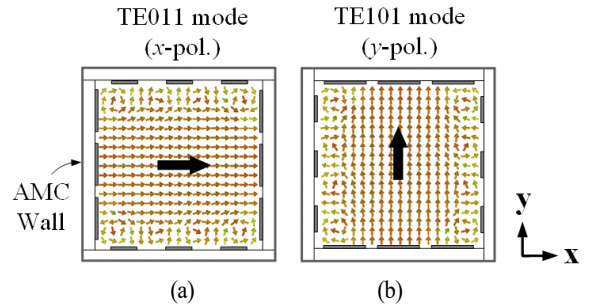 TE011 mode
(x-pol.)
TE101 mode
(y-pol.)
AMC
Wall
y
x
(a)
(b)